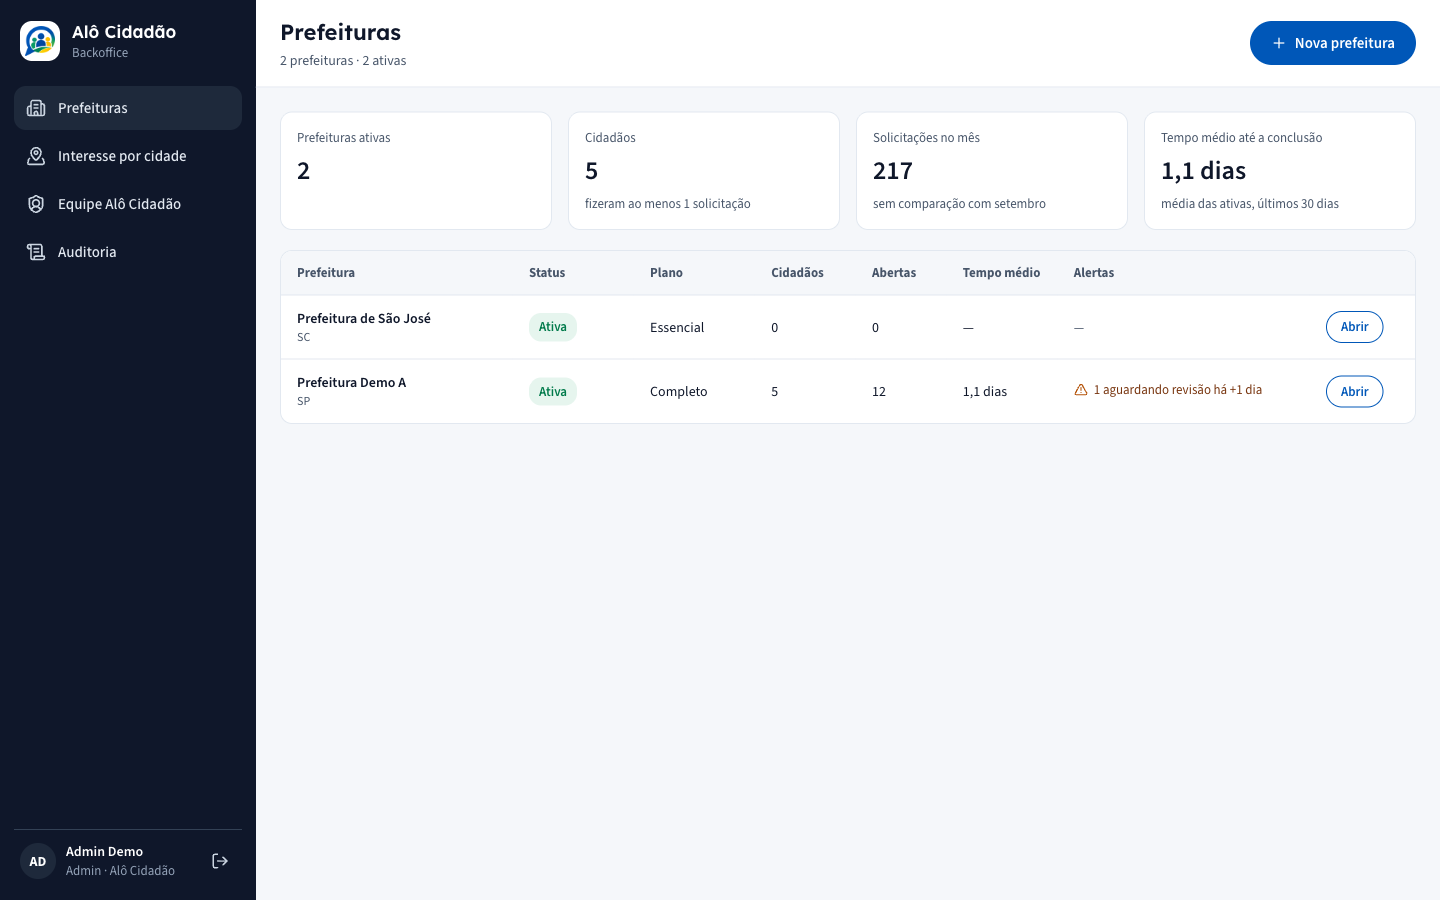 Alô Cidadão
Backoffice
Prefeituras
Interesse por cidade
Equipe Alô Cidadão
Auditoria
AD
Admin Demo
Admin · Alô Cidadão
Prefeituras
2 prefeituras · 2 ativas
Nova prefeitura
Prefeituras ativas
2
Cidadãos
5
fizeram ao menos 1 solicitação
Solicitações no mês
217
sem comparação com setembro
Tempo médio até a conclusão
1,1 dias
média das ativas, últimos 30 dias
Prefeitura Status Plano Cidadãos Abertas Tempo médio Alertas
Prefeitura de São José
SC
Ativa Essencial 0 0 — — Abrir
Prefeitura Demo A
SP
Ativa Completo 5 12 1,1 dias 1 aguardando revisão há +1 dia Abrir